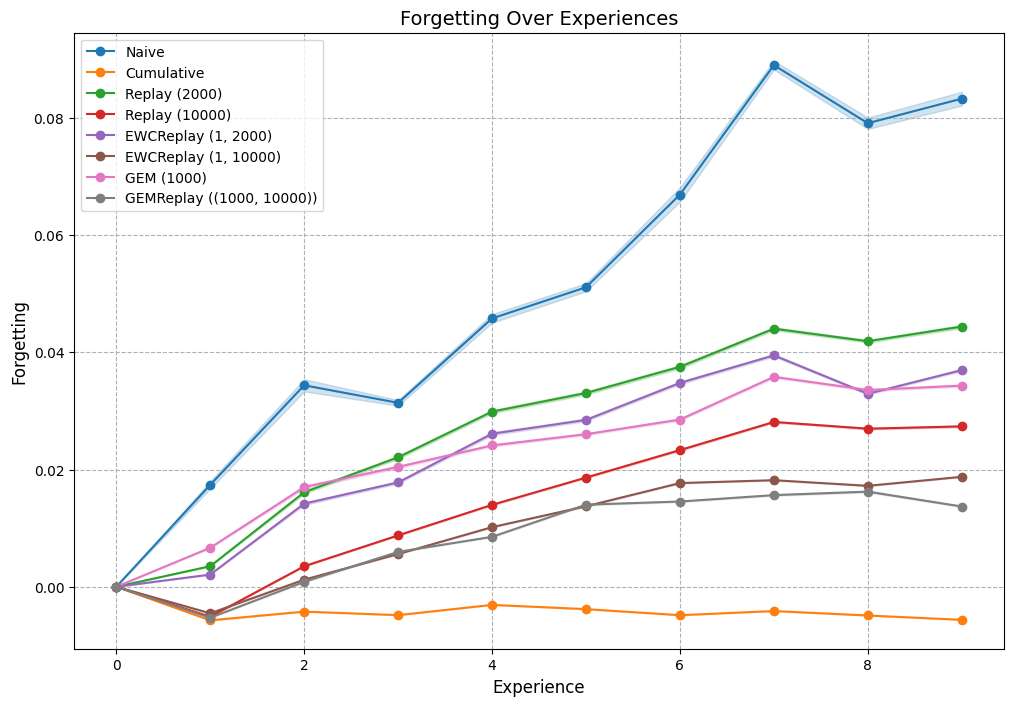 Forgetting Over Experiences
Naive
Cumulative
Replay (2000)
Replay (10000)
EWCReplay (1, 2000)
EWCReplay (1, 10000)
GEM (1000)
GEMReplay ((1000, 10000))
0.08
0.06
0.04
0.02
0.00
Forgetting
0 2 4 6 8
Experience